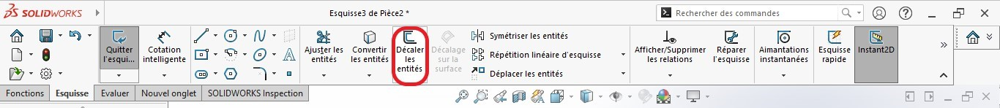 SOLIDWORKS
Esquisse3 de Pièce2 *
Rechercher des commandes
Quitter
l'esqui...
Cotation
intelligente
Ajuster les
entités
Convertir
les entités
Décaler
les
entités
Décalage
sur la
surface
Symétriser les entités
Répétition linéaire d'esquisse
Déplacer les entités
Afficher/Supprimer
les relations
Réparer
l'esquisse
Aimantations
instantanées
Esquisse
rapide
Instant2D
Fonctions
Esquisse
Evaluer
Nouvel onglet
SOLIDWORKS Inspection